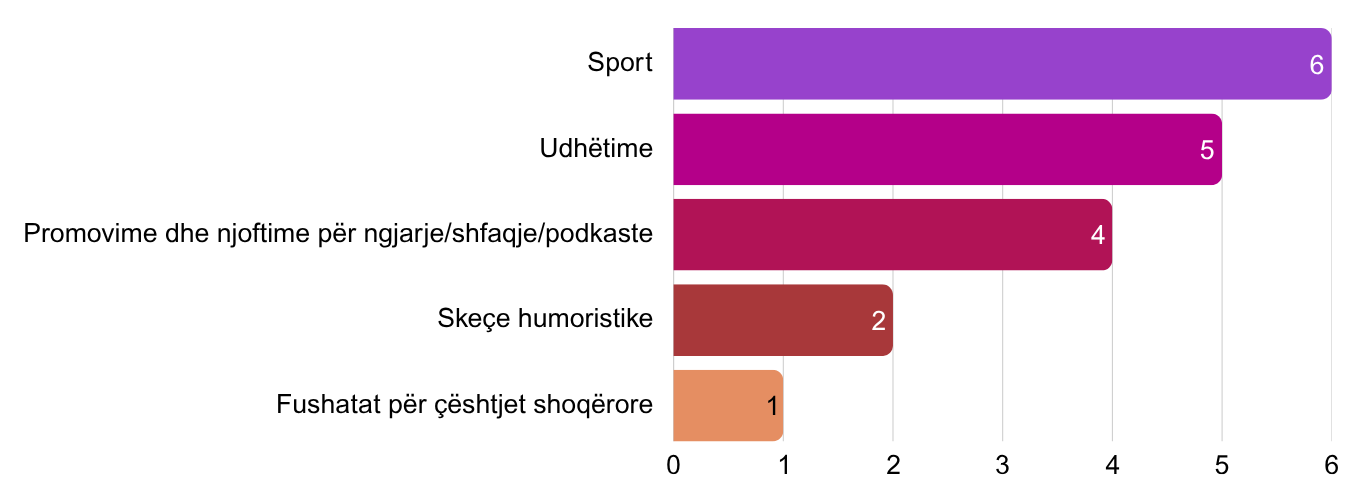 Sport
6
Udhëtime
5
Promovime dhe njoftime për ngjarje/shfaqje/podkaste
4
Skeçe humoristike
2
Fushatat për çështjet shoqërore
1
0 1 2 3 4 5 6